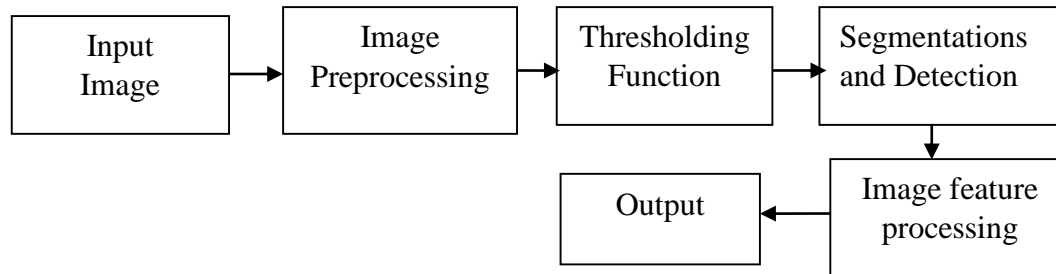 Input
Image
Image
Preprocessing
Thresholding
Function
Segmentations
and Detection
Image feature
processing
Output